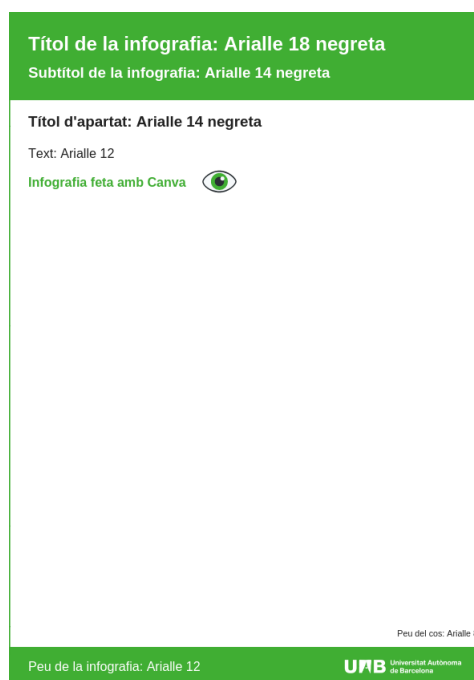 Títol de la infografia: Arialle 18 negreta
Subtítol de la infografia: Arialle 14 negreta
Títol d'apartat: Arialle 14 negreta
Text: Arialle 12
Infografia feta amb Canva
Peu del cos: Arialle
Peu de la infografia: Arialle 12
UAB Universitat Autònoma
de Barcelona